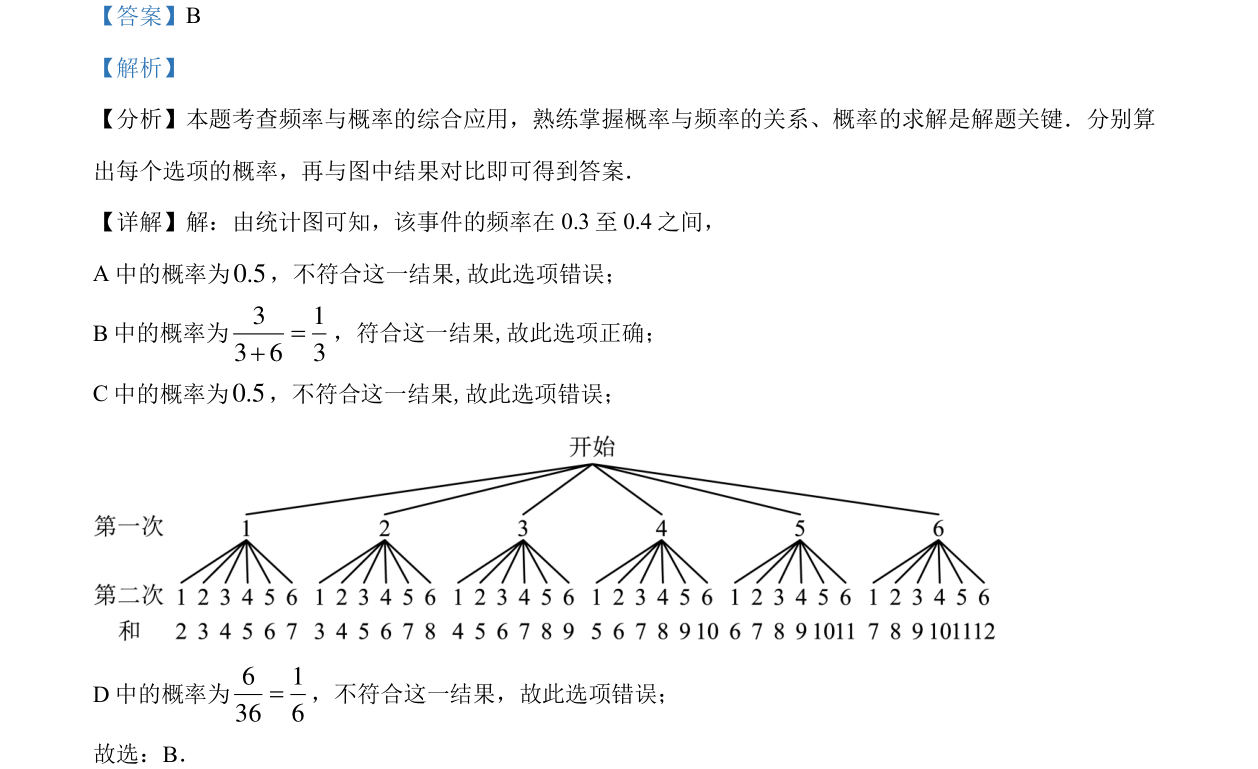 【答案】B
【解析】
【分析】本题考查频率与概率的综合应用，熟练掌握概率与频率的关系、概率的求解是解题关键．分别算
出每个选项的概率，再与图中结果对比即可得到答案．
【详解】解：由统计图可知，该事件的频率在 0.3 至 0.4 之间，
A 中的概率为0.5，不符合这一结果,故此选项错误；
B 中的概率为 3/(3+6) = 1/3，符合这一结果,故此选项正确；
C 中的概率为0.5，不符合这一结果,故此选项错误；
开始
第一次 1 2 3 4 5 6
第二次 1 2 3 4 5 6 1 2 3 4 5 6 1 2 3 4 5 6 1 2 3 4 5 6 1 2 3 4 5 6 1 2 3 4 5 6
和 2 3 4 5 6 7 3 4 5 6 7 8 4 5 6 7 8 9 5 6 7 8 9 10 6 7 8 9 10 11 7 8 9 10 11 12
D 中的概率为 6/36 = 1/6，不符合这一结果，故此选项错误；
故选：B．